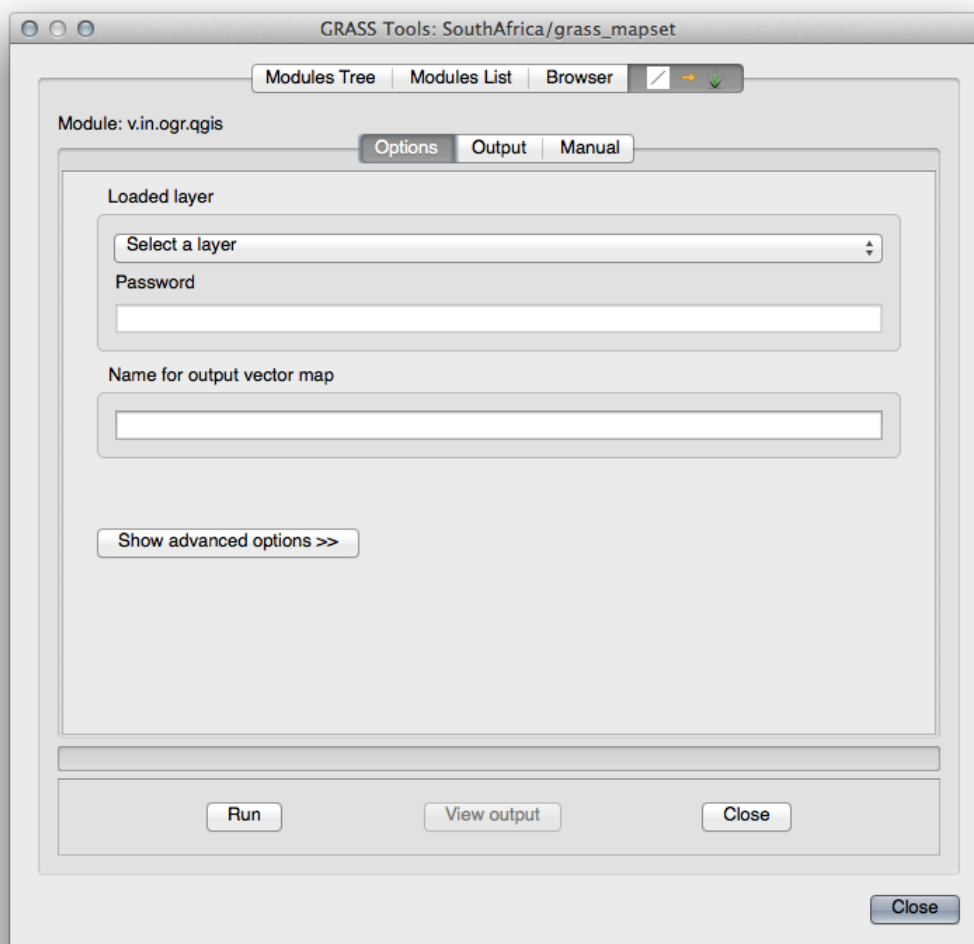 GRASS Tools: SouthAfrica/grass_mapset
Modules Tree Modules List Browser
Module: v.in.ogr.qgis
Options Output Manual
Loaded layer
Select a layer
Password
Name for output vector map
Show advanced options >>
Run View output Close
Close